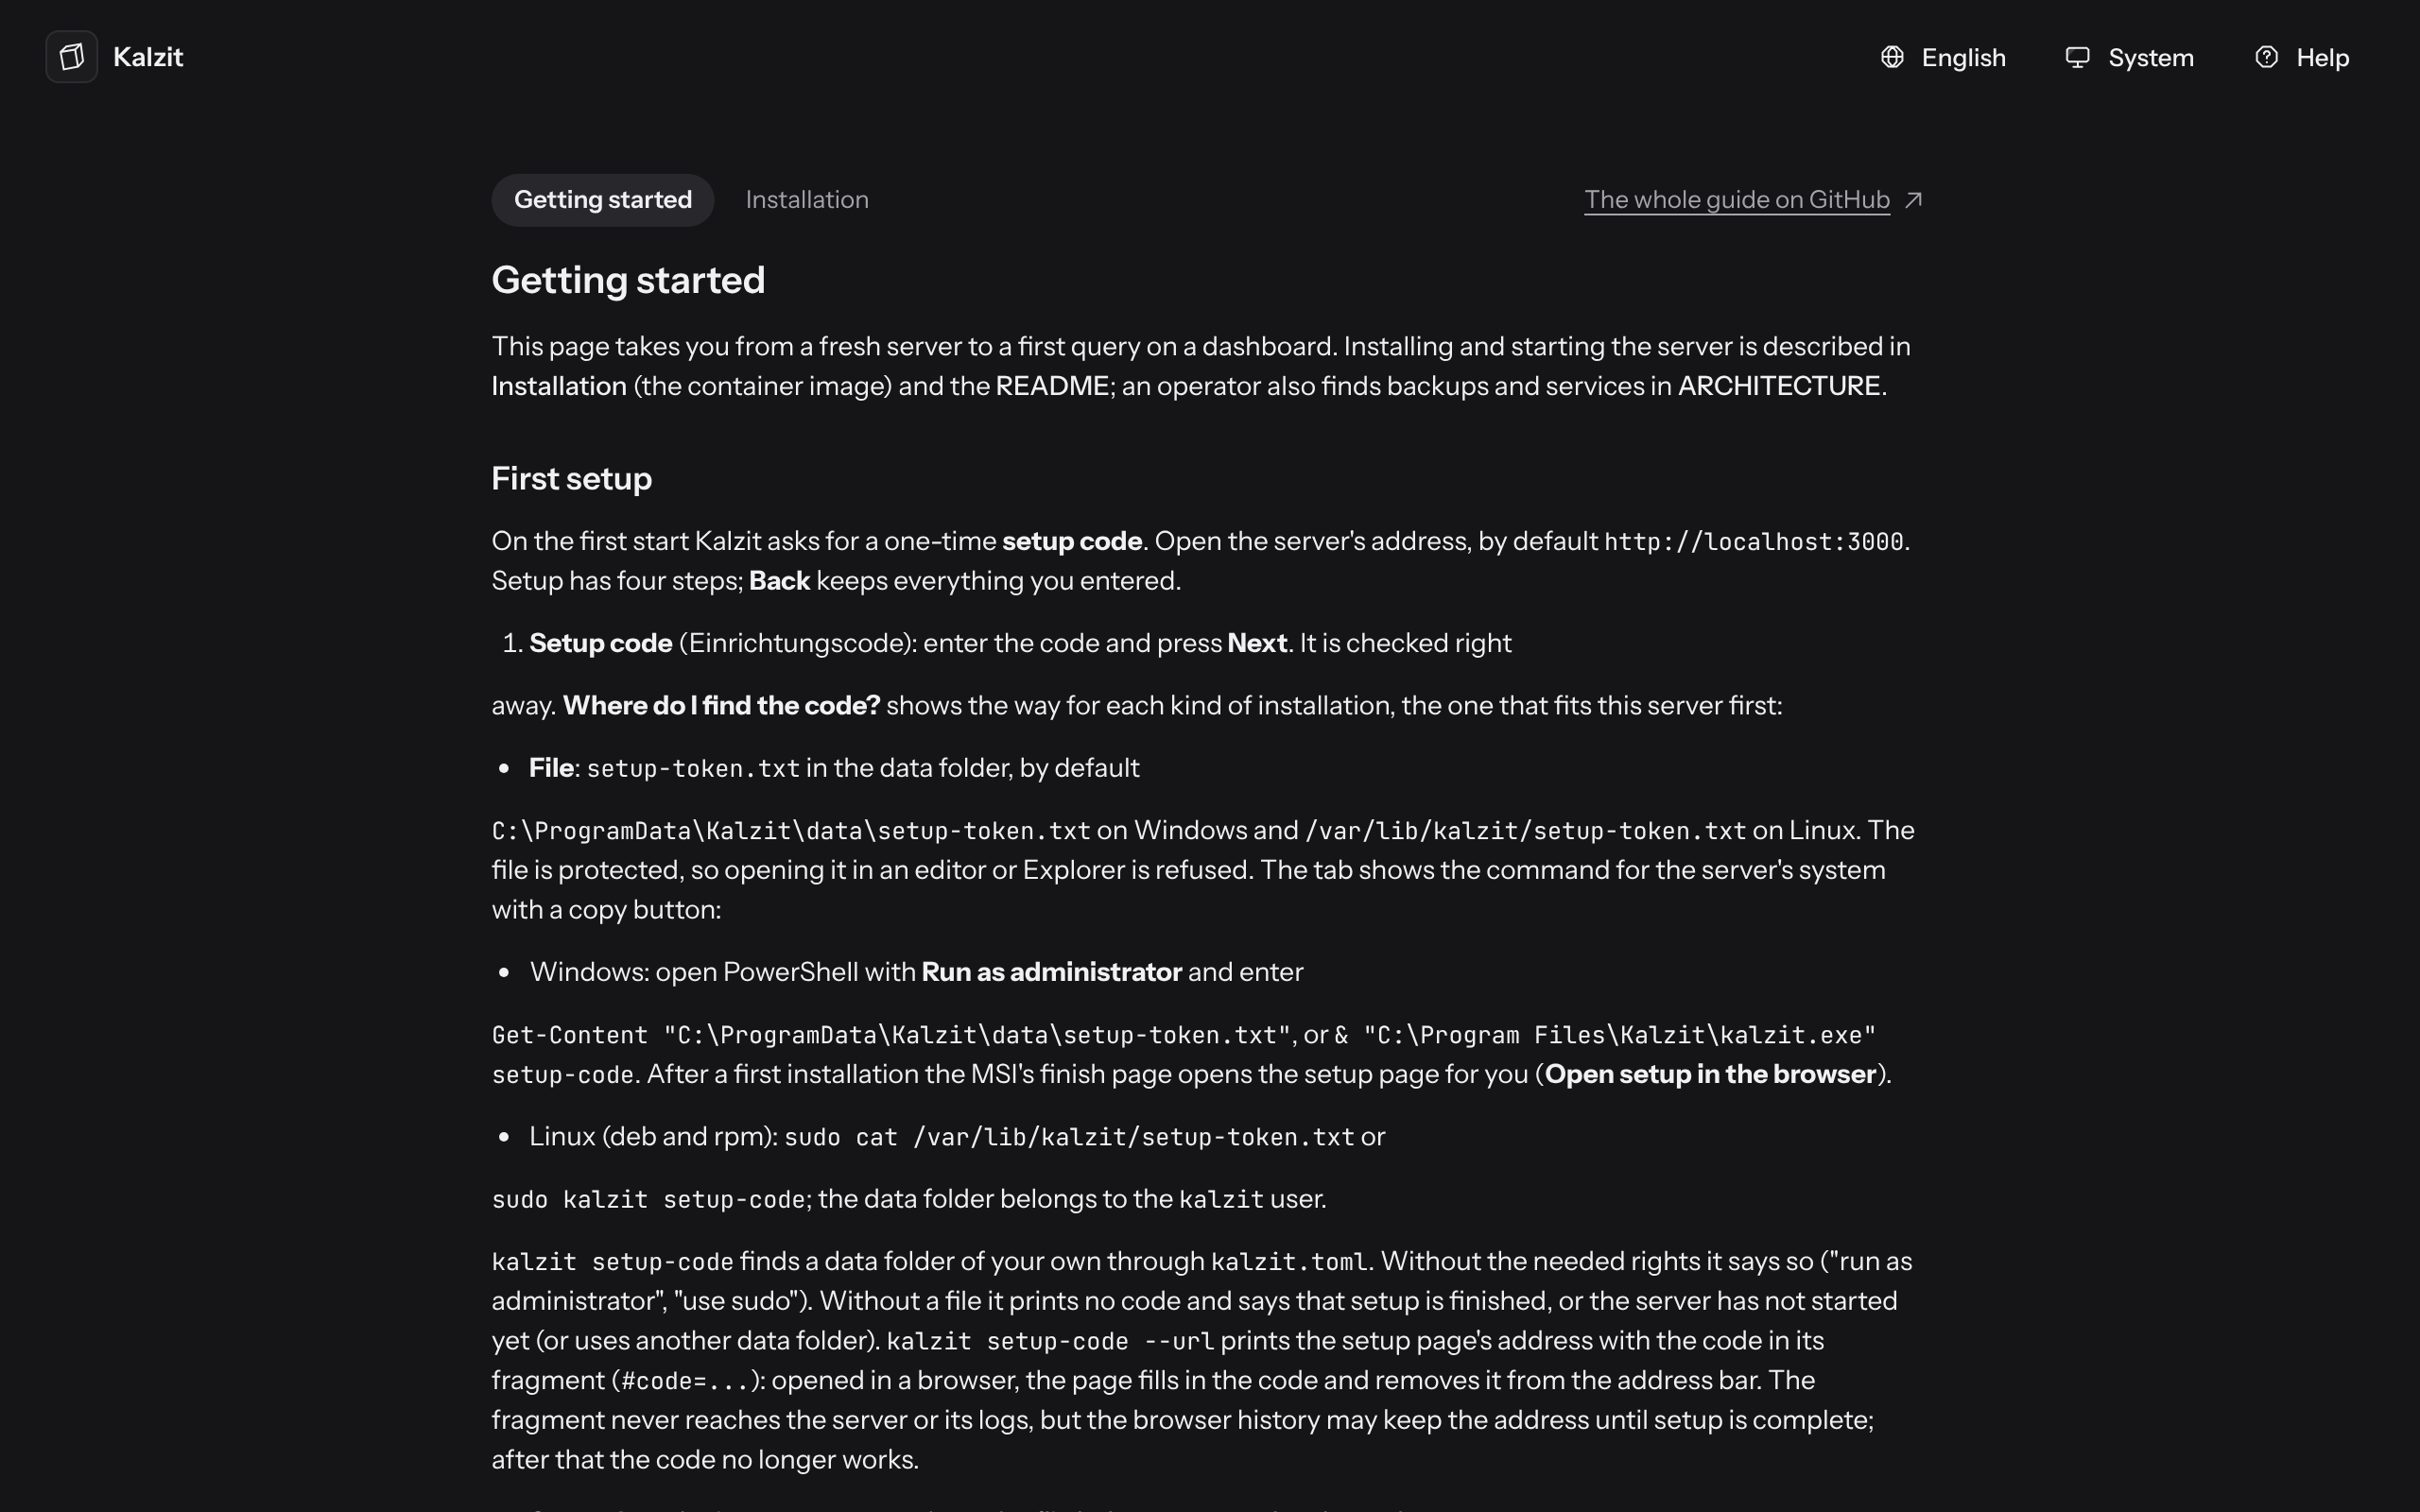 Kalzit
English
System
Help
Getting started
Installation
The whole guide on GitHub
Getting started
This page takes you from a fresh server to a first query on a dashboard. Installing and starting the server is described in
Installation (the container image) and the README; an operator also finds backups and services in ARCHITECTURE.
First setup
On the first start Kalzit asks for a one-time setup code. Open the server's address, by default http://localhost:3000.
Setup has four steps; Back keeps everything you entered.
1. Setup code (Einrichtungscode): enter the code and press Next. It is checked right
away. Where do I find the code? shows the way for each kind of installation, the one that fits this server first:
• File: setup-token.txt in the data folder, by default
C:\ProgramData\Kalzit\data\setup-token.txt on Windows and /var/lib/kalzit/setup-token.txt on Linux. The
file is protected, so opening it in an editor or Explorer is refused. The tab shows the command for the server's system
with a copy button:
• Windows: open PowerShell with Run as administrator and enter
Get-Content "C:\ProgramData\Kalzit\data\setup-token.txt", or & "C:\Program Files\Kalzit\kalzit.exe"
setup-code. After a first installation the MSI's finish page opens the setup page for you (Open setup in the browser).
• Linux (deb and rpm): sudo cat /var/lib/kalzit/setup-token.txt or
sudo kalzit setup-code; the data folder belongs to the kalzit user.
kalzit setup-code finds a data folder of your own through kalzit.toml. Without the needed rights it says so ("run as
administrator", "use sudo"). Without a file it prints no code and says that setup is finished, or the server has not started
yet (or uses another data folder). kalzit setup-code --url prints the setup page's address with the code in its
fragment (#code=...): opened in a browser, the page fills in the code and removes it from the address bar. The
fragment never reaches the server or its logs, but the browser history may keep the address until setup is complete;
after that the code no longer works.